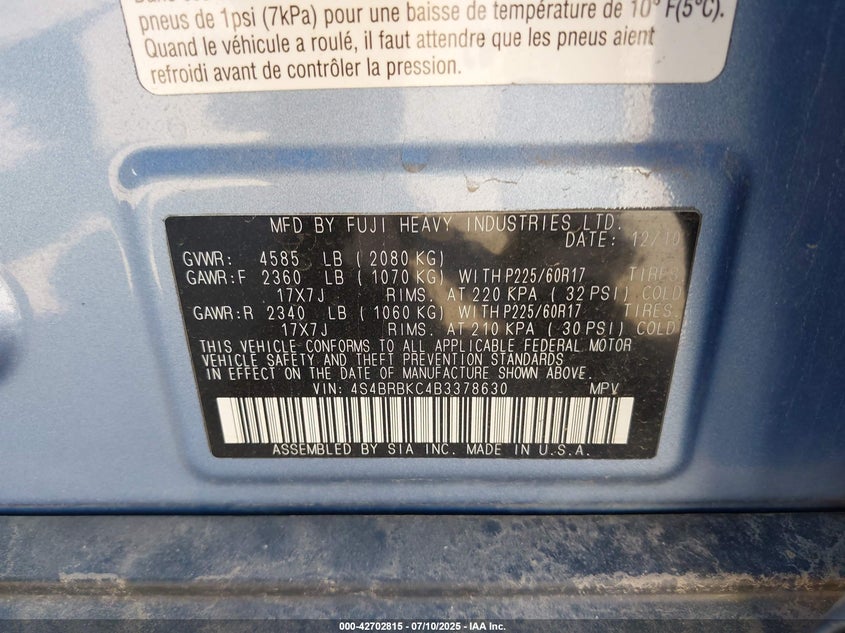 pneus de 1psi (7kPa) pour une baisse de température de 10° F(5°C).
Quand le véhicule a roulé, il faut attendre que les pneus aient
refroidi avant de contrôler la pression.
MFD BY FUJI HEAVY INDUSTRIES LTD.
DATE: 12/10
GVWR: 4585 LB ( 2080 KG)
GAWR:F 2360 LB ( 1070 KG) WITH P225/60R17 TIRES
17X7J RIMS. AT 220 KPA ( 32 PSI) COLD
GAWR:R 2340 LB ( 1060 KG) WITH P225/60R17 TIRES.
17X7J RIMS. AT 210 KPA ( 30 PSI) COLD
THIS VEHICLE CONFORMS TO ALL APPLICABLE FEDERAL MOTOR
VEHICLE SAFETY AND THEFT PREVENTION STANDARDS
IN EFFECT ON THE DATE OF MANUFACTURE SHOWN ABOVE.
VIN: 4S4BRBKC4B3378630 MPV
ASSEMBLED BY SIA INC. MADE IN U.S.A.
000-42702815 - 07/10/2025 - IAA Inc.